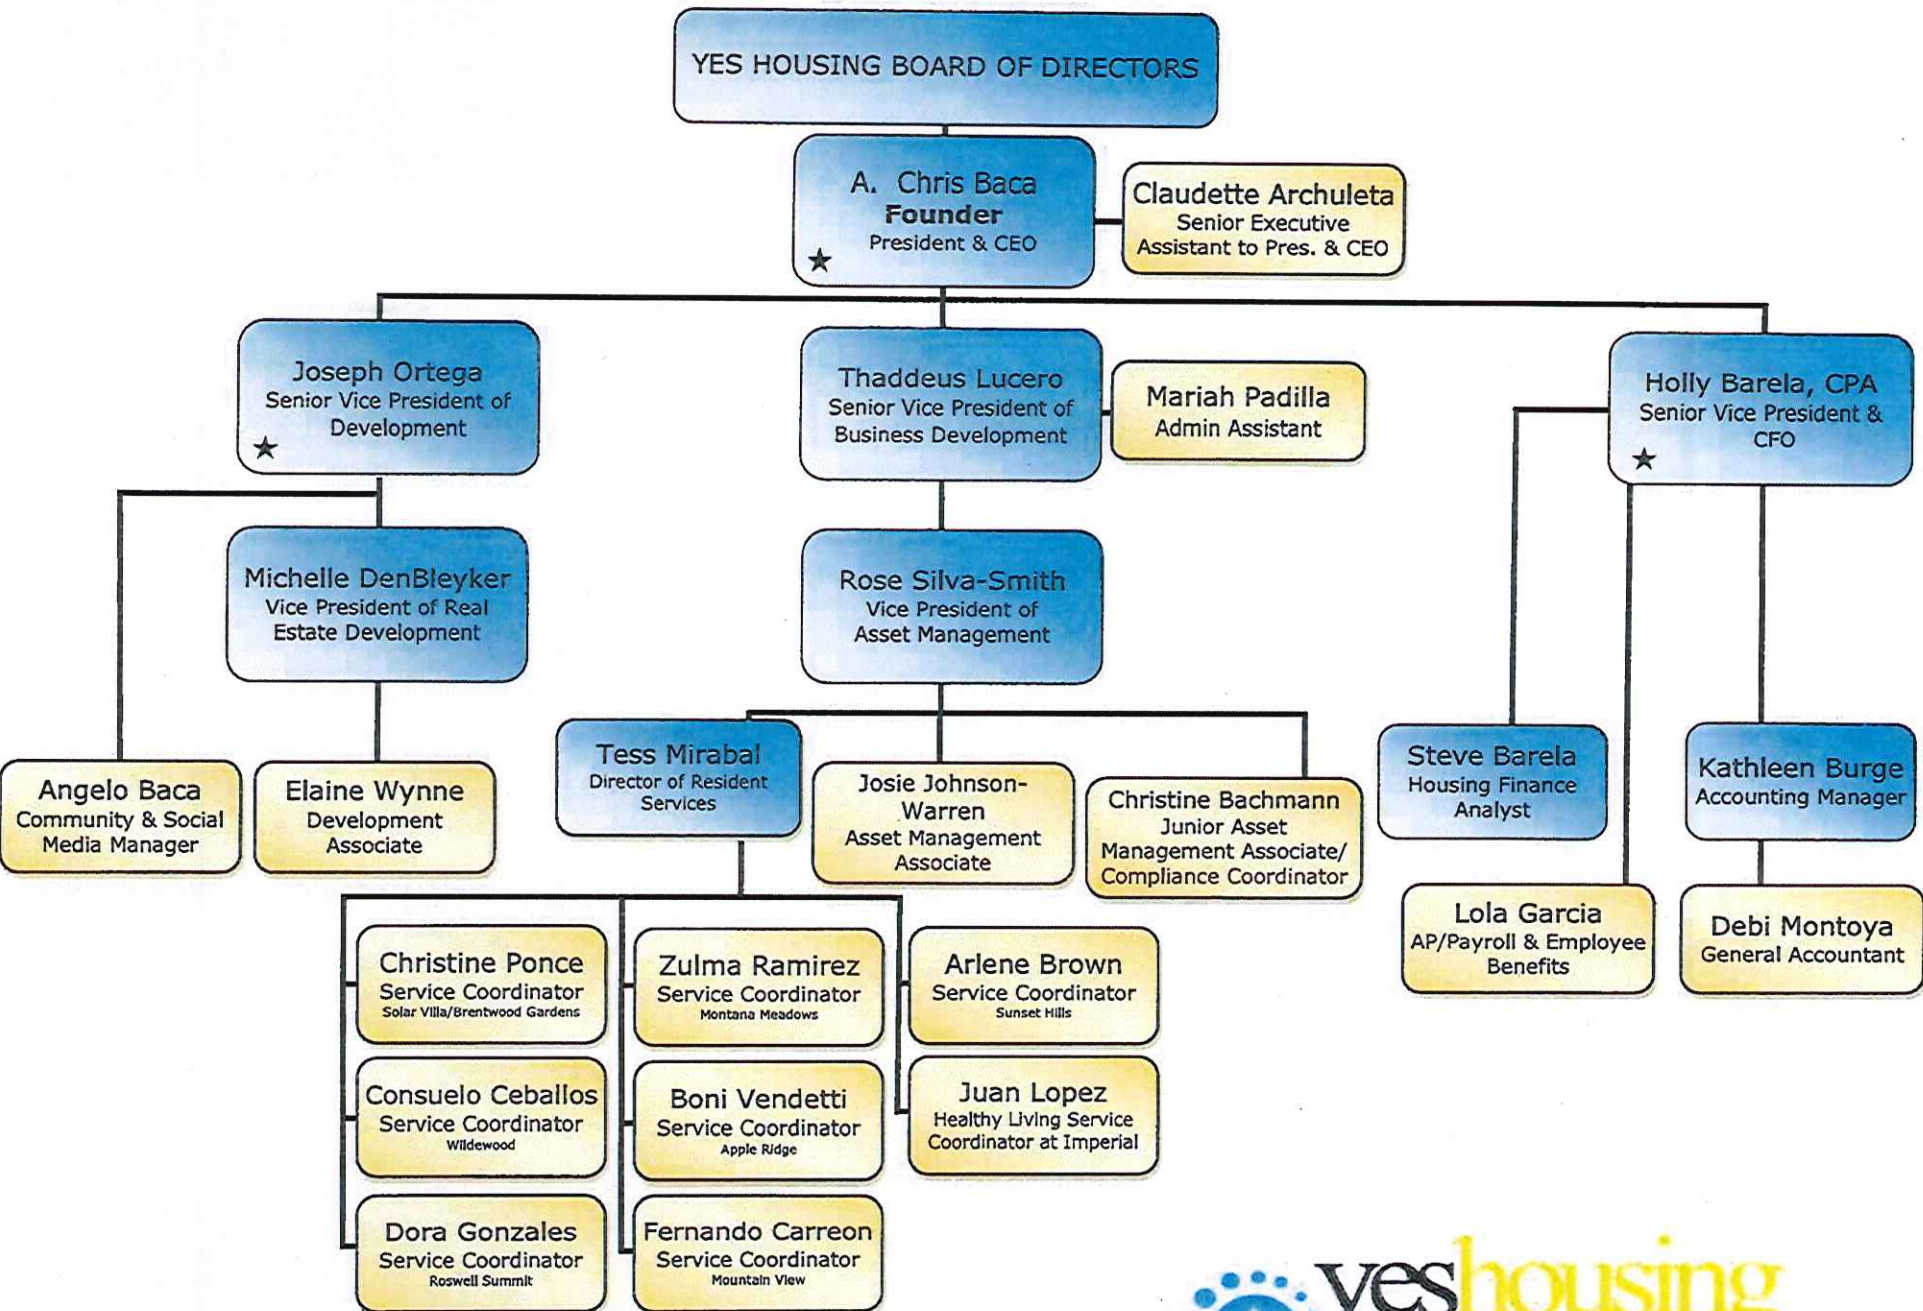 YES HOUSING BOARD OF DIRECTORS
A. Chris Baca
Founder
President & CEO
★
Claudette Archuleta
Senior Executive
Assistant to Pres. & CEO
Joseph Ortega
Senior Vice President of
Development
★
Thaddeus Lucero
Senior Vice President of
Business Development
Mariah Padilla
Admin Assistant
Holly Barela, CPA
Senior Vice President &
CFO
★
Michelle DenBleyker
Vice President of Real
Estate Development
Rose Silva-Smith
Vice President of
Asset Management
Angelo Baca
Community & Social
Media Manager
Elaine Wynne
Development
Associate
Tess Mirabal
Director of Resident
Services
Josie Johnson-
Warren
Asset Management
Associate
Christine Bachmann
Junior Asset
Management Associate/
Compliance Coordinator
Steve Barela
Housing Finance
Analyst
Kathleen Burge
Accounting Manager
Lola Garcia
AP/Payroll & Employee
Benefits
Debi Montoya
General Accountant
Christine Ponce
Service Coordinator
Solar Villa/Brentwood Gardens
Zulma Ramirez
Service Coordinator
Montana Meadows
Arlene Brown
Service Coordinator
Sunset Hills
Consuelo Ceballos
Service Coordinator
Wildewood
Boni Vendetti
Service Coordinator
Apple Ridge
Juan Lopez
Healthy Living Service
Coordinator at Imperial
Dora Gonzales
Service Coordinator
Roswell Summit
Fernando Carreon
Service Coordinator
Mountain View
yeshousing